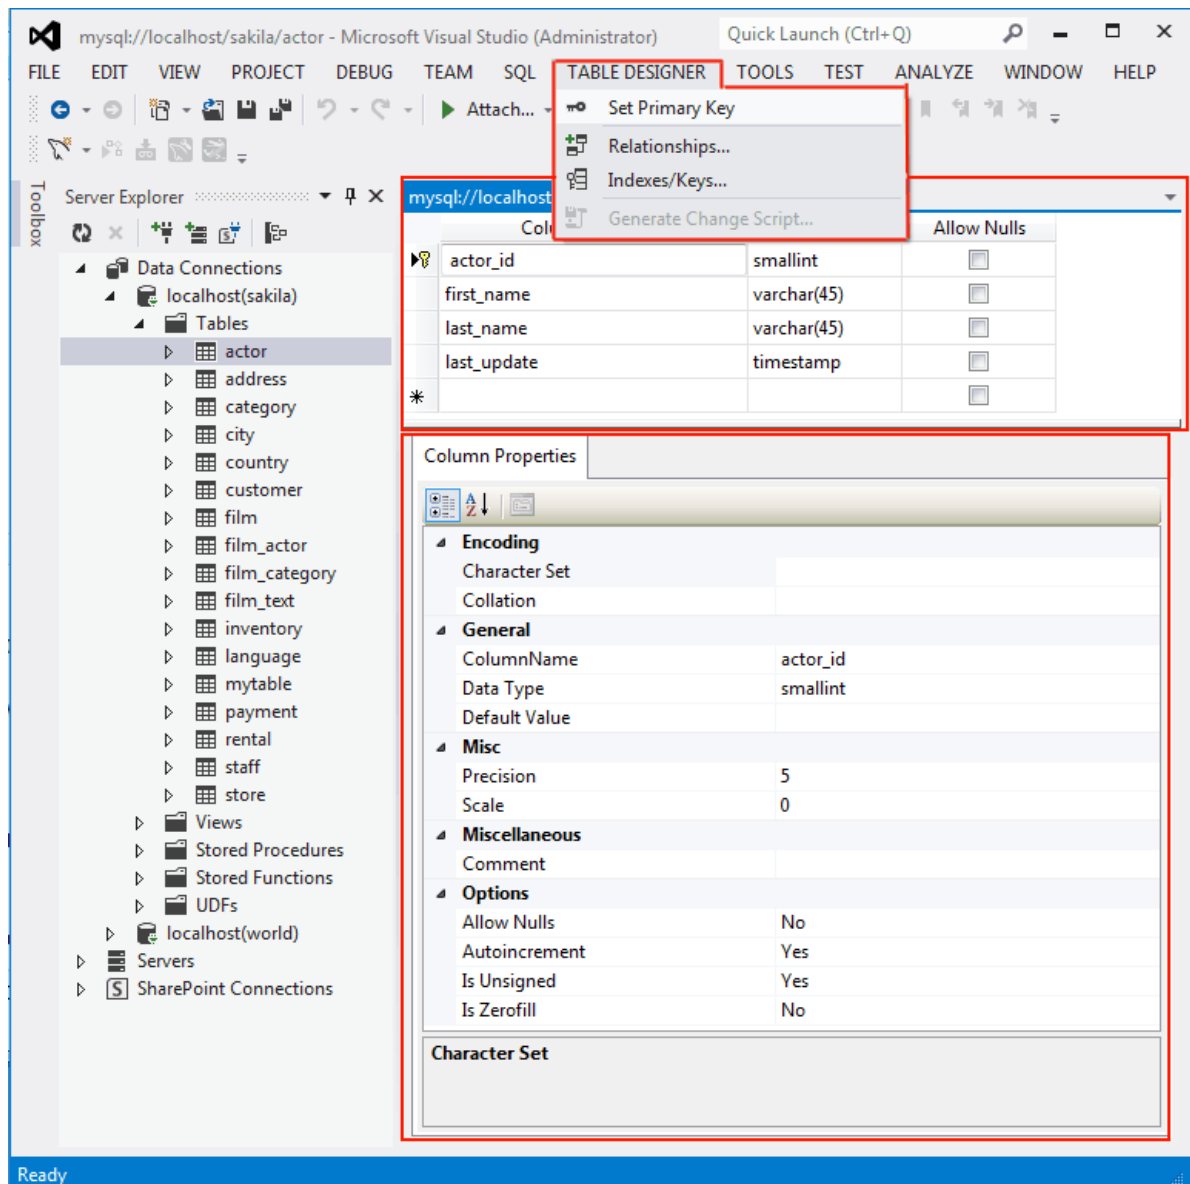 mysql://localhost/sakila/actor - Microsoft Visual Studio (Administrator)
Quick Launch (Ctrl+Q)
FILE EDIT VIEW PROJECT DEBUG TEAM SQL TABLE DESIGNER TOOLS TEST ANALYZE WINDOW HELP
Attach...
Set Primary Key
Relationships...
Indexes/Keys...
Generate Change Script...
Toolbox
Server Explorer
Data Connections
localhost(sakila)
Tables
actor
address
category
city
country
customer
film
film_actor
film_category
film_text
inventory
language
mytable
payment
rental
staff
store
Views
Stored Procedures
Stored Functions
UDFs
localhost(world)
Servers
SharePoint Connections
mysql://localhost
Allow Nulls
actor_id smallint
first_name varchar(45)
last_name varchar(45)
last_update timestamp
Column Properties
Encoding
Character Set
Collation
General
ColumnName actor_id
Data Type smallint
Default Value
Misc
Precision 5
Scale 0
Miscellaneous
Comment
Options
Allow Nulls No
Autoincrement Yes
Is Unsigned Yes
Is Zerofill No
Character Set
Ready